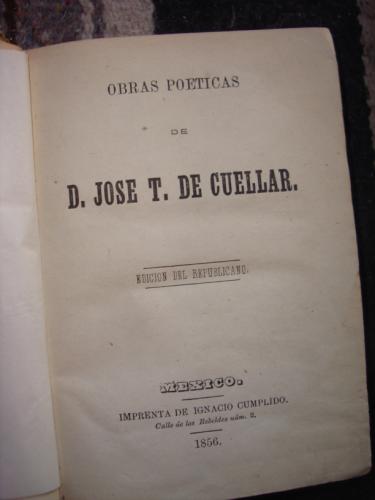 OBRAS POETICAS
DE
D. JOSE T. DE CUELLAR.
EDICION DEL REPUBLICANO.
MEXICO.
IMPRENTA DE IGNACIO CUMPLIDO.
Calle de los Rebeldes núm. 2.
1856.